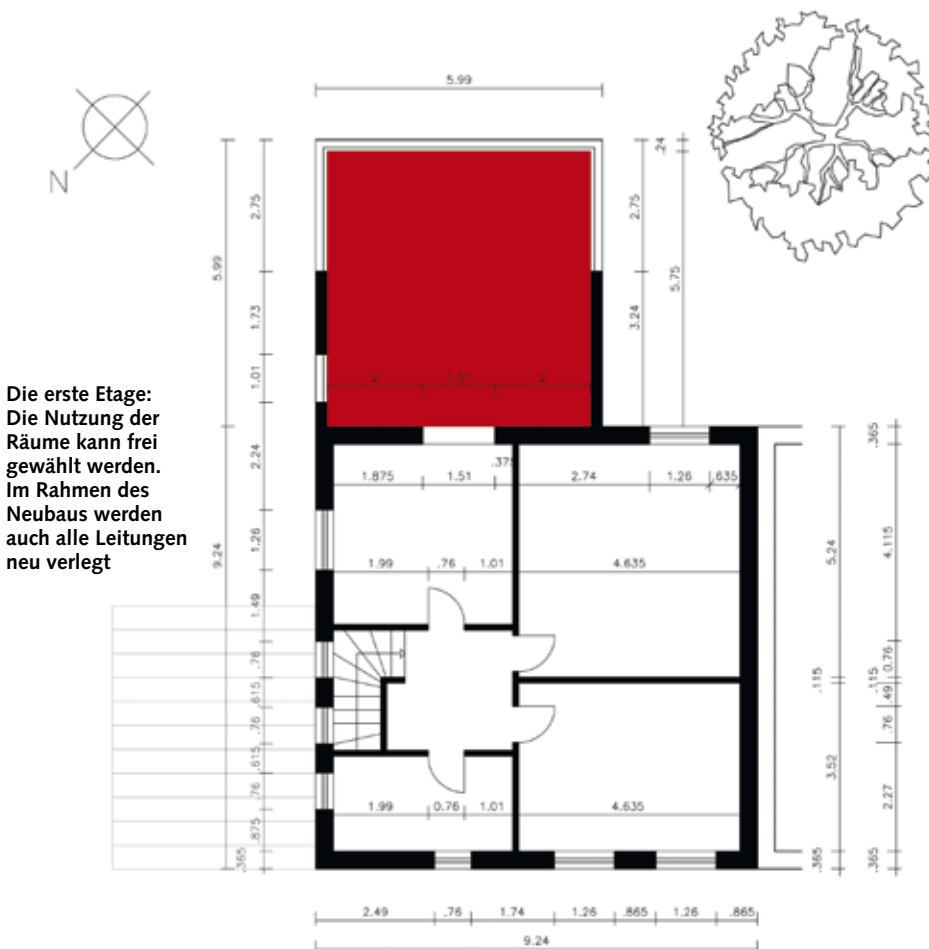 5.99
N
.24
2.75
5.99
2.75
5.75
1.73
3.24
1.01
2 1.51 2
Die erste Etage:
Die Nutzung der
Räume kann frei
gewählt werden.
Im Rahmen des
Neubaus werden
auch alle Leitungen
neu verlegt
2.24
.365
1.875 1.51 .375 2.74 1.26 .635
9.24
1.26
5.24
4.115
1.99 .76 1.01 4.635
1.49
.76
0.76
.615
.115
.115
.49
.76
.76
.615
3.52
.76
2.27
1.99 0.76 1.01 4.635
.875
.365
.365
.365
2.49 .76 1.74 1.26 .865 1.26 .865
9.24